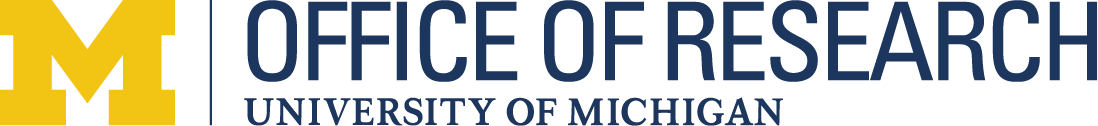 M
OFFICE OF RESEARCH
UNIVERSITY OF MICHIGAN